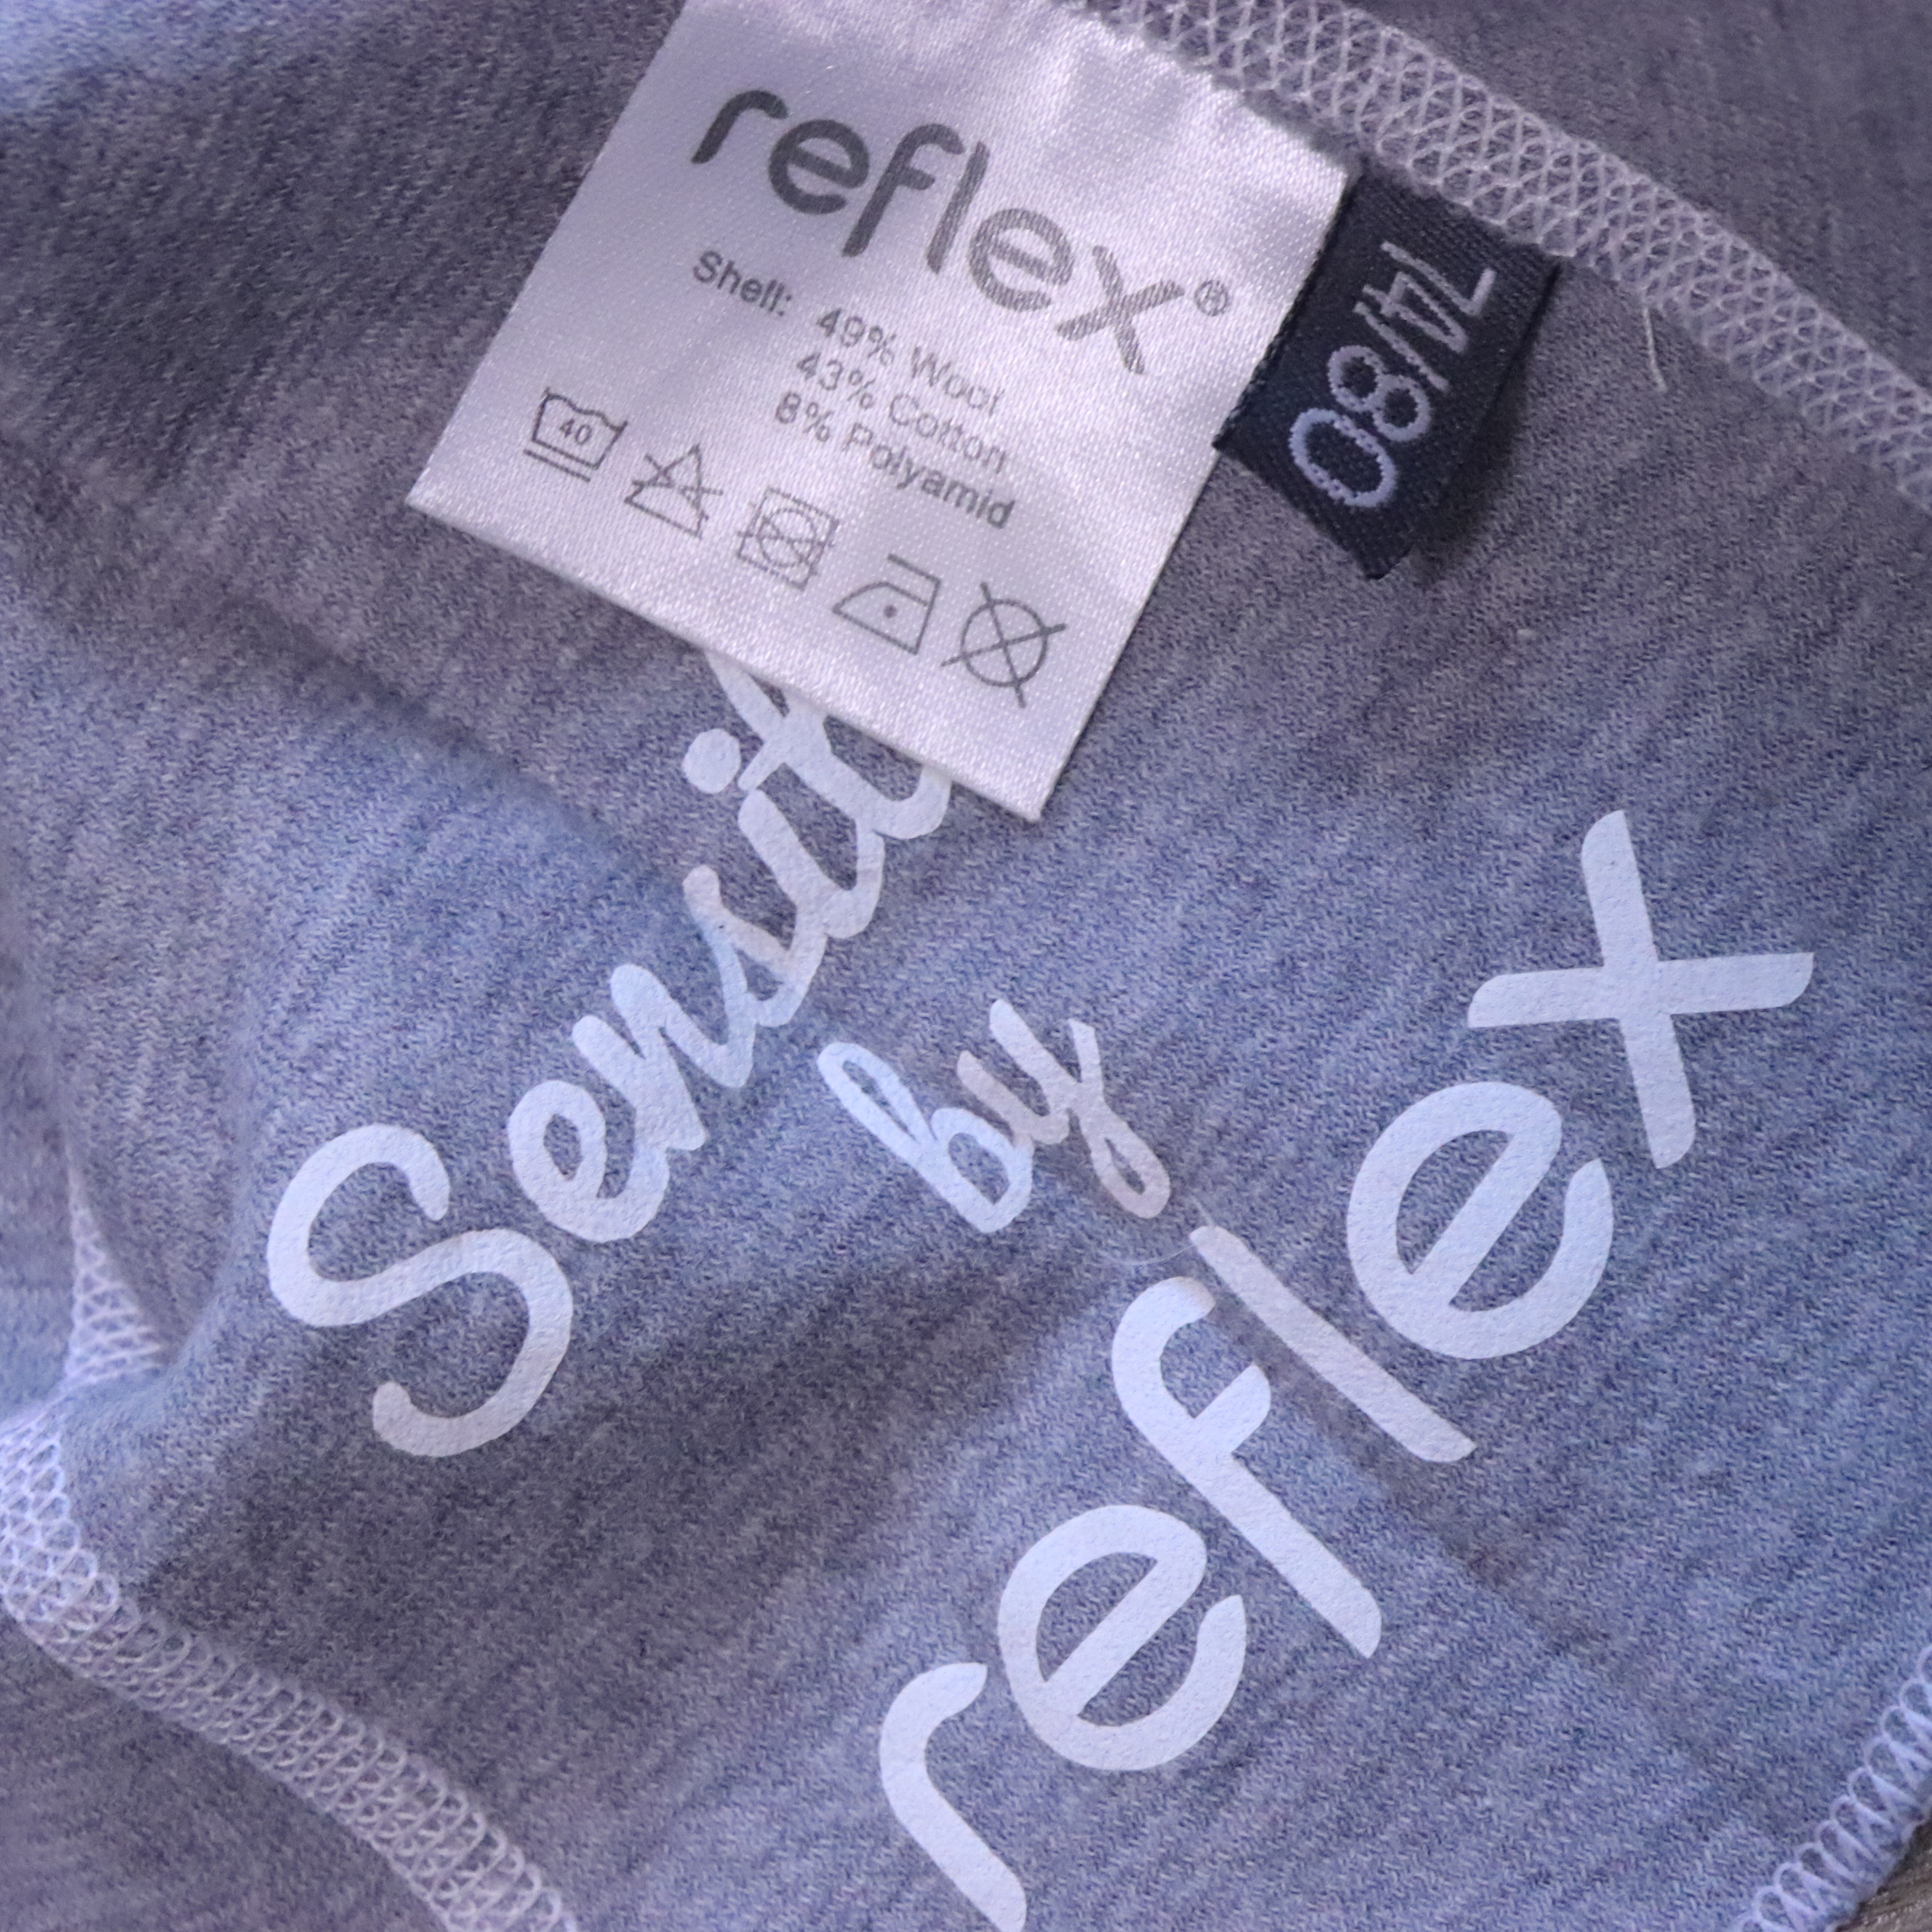 reflex®
Shell: 49% Wool
43% Cotton
8% Polyamid
40
74/80
by
reflex